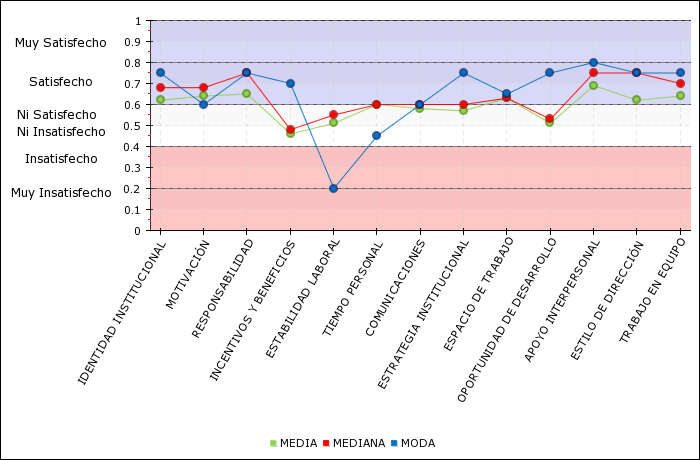 1
0.9
Muy Satisfecho
0.8
0.7
Satisfecho
0.6
Ni Satisfecho
0.5
Ni Insatisfecho
0.4
Insatisfecho
0.3
0.2
Muy Insatisfecho
0.1
0
IDENTIDAD INSTITUCIONAL
MOTIVACIÓN
RESPONSABILIDAD
INCENTIVOS Y BENEFICIOS
ESTABILIDAD LABORAL
TIEMPO PERSONAL
COMUNICACIONES
ESTRATEGIA INSTITUCIONAL
ESPACIO DE TRABAJO
OPORTUNIDAD DE DESARROLLO
APOYO INTERPERSONAL
ESTILO DE DIRECCIÓN
TRABAJO EN EQUIPO
MEDIA MEDIANA MODA